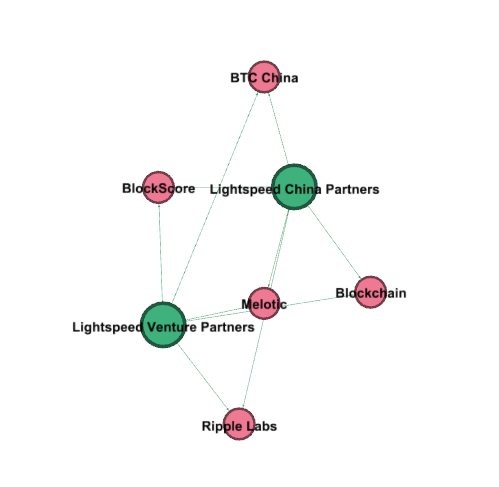 BTC China
BlockScore
Lightspeed China Partners
Blockchain
Melotic
Lightspeed Venture Partners
Ripple Labs